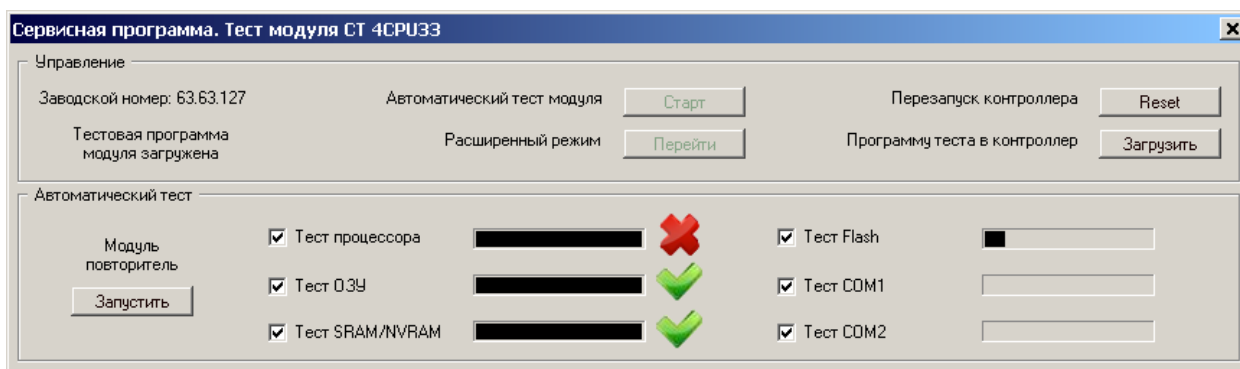 Сервисная программа. Тест модуля СТ 4CPU33
Управление
Заводской номер: 63.63.127
Автоматический тест модуля
Старт
Перезапуск контроллера
Reset
Тестовая программа
модуля загружена
Расширенный режим
Перейти
Программу теста в контроллер
Загрузить
Автоматический тест
Модуль
повторитель
Запустить
Тест процессора
Тест Flash
Тест ОЗУ
Тест COM1
Тест SRAM/NVRAM
Тест COM2